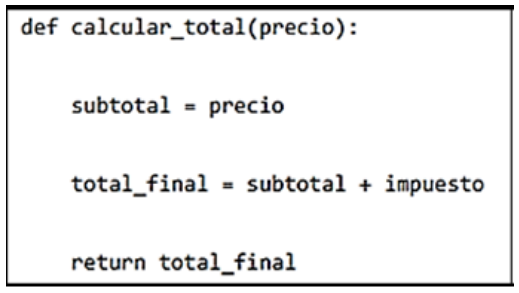 def calcular_total(precio):
    subtotal = precio
    total_final = subtotal + impuesto
    return total_final